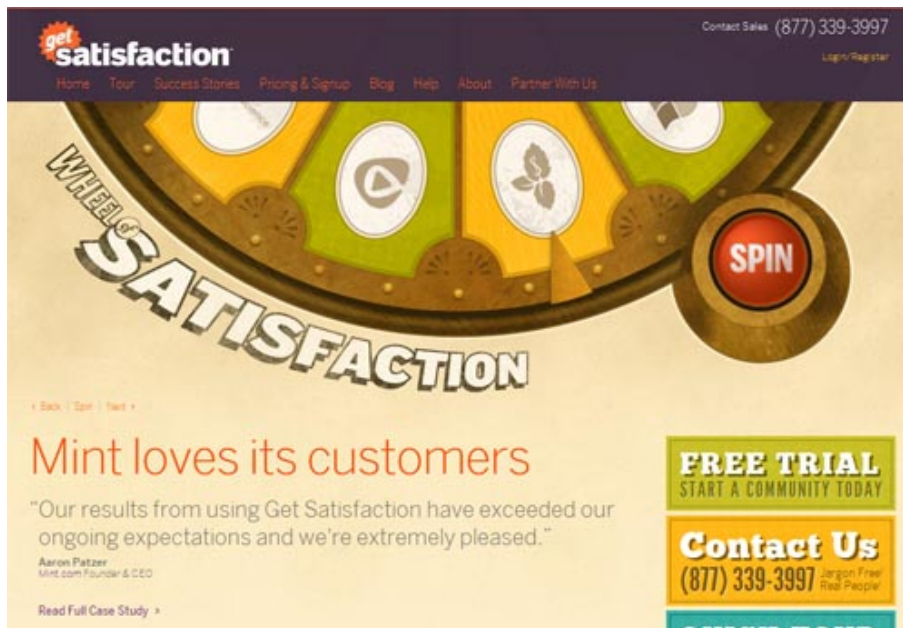 get
satisfaction
Contact Sales (877) 339-3997
Login/Register
Home Tour Success Stories Pricing & Signup Blog Help About Partner With Us
WHEEL of
SATISFACTION
SPIN
‹ Back | Spin | Next ›
Mint loves its customers
“Our results from using Get Satisfaction have exceeded our
ongoing expectations and we're extremely pleased.”
Aaron Patzer
Mint.com Founder & CEO
Read Full Case Study ›
FREE TRIAL
START A COMMUNITY TODAY
Contact Us
(877) 339-3997 Jargon Free!
Real People!